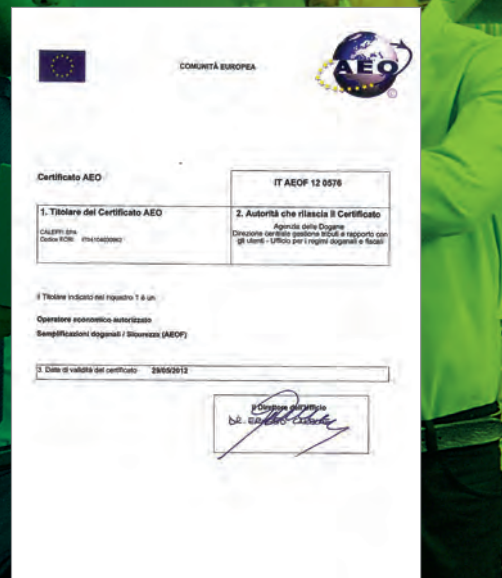 COMUNITÀ EUROPEA
AEO
©
Certificato AEO
IT AEOF 12 0576
1. Titolare del Certificato AEO
CALEFFI SPA
Codice EORI
2. Autorità che rilascia il Certificato
Agenzia delle Dogane
Direzione centrale gestione tributi e rapporto con
gli utenti - Ufficio per i regimi doganali e fiscali
Il Titolare indicato nel riquadro 1 è un
Operatore economico autorizzato
Semplificazioni doganali / Sicurezza (AEOF)
3. Data di validità del certificato 29/05/2012
Il Direttore dell'Ufficio